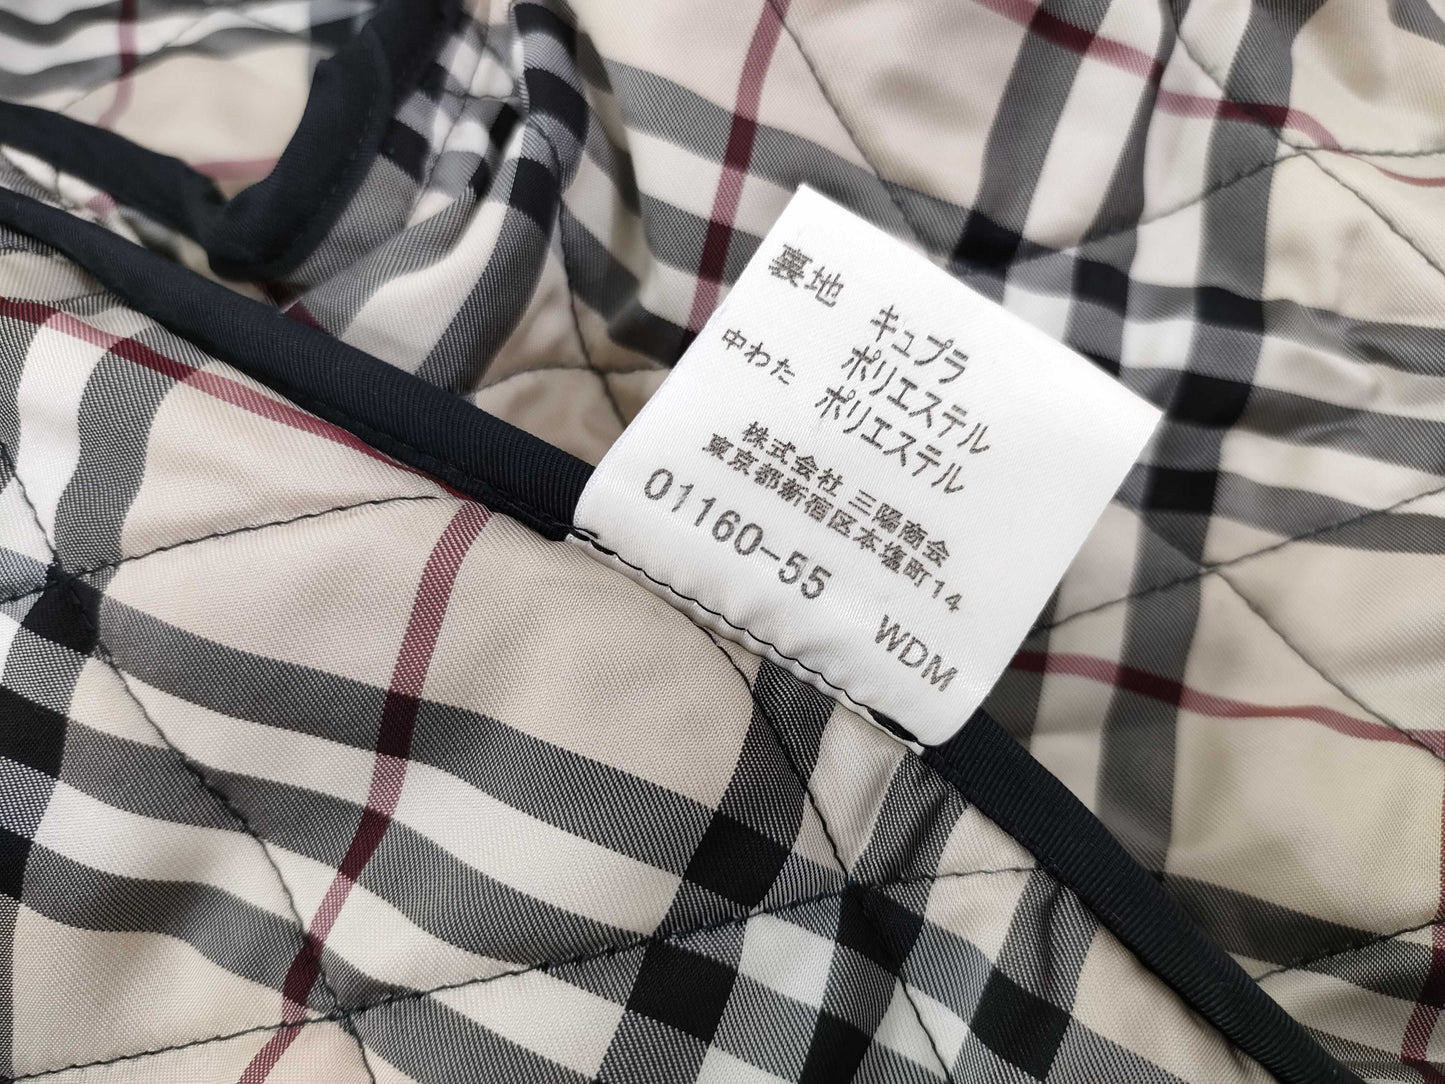 裏地 キュプラ
ポリエステル
中わた ポリエステル
株式会社 三陽商会
東京都新宿区本塩町14
01160-55 WDM